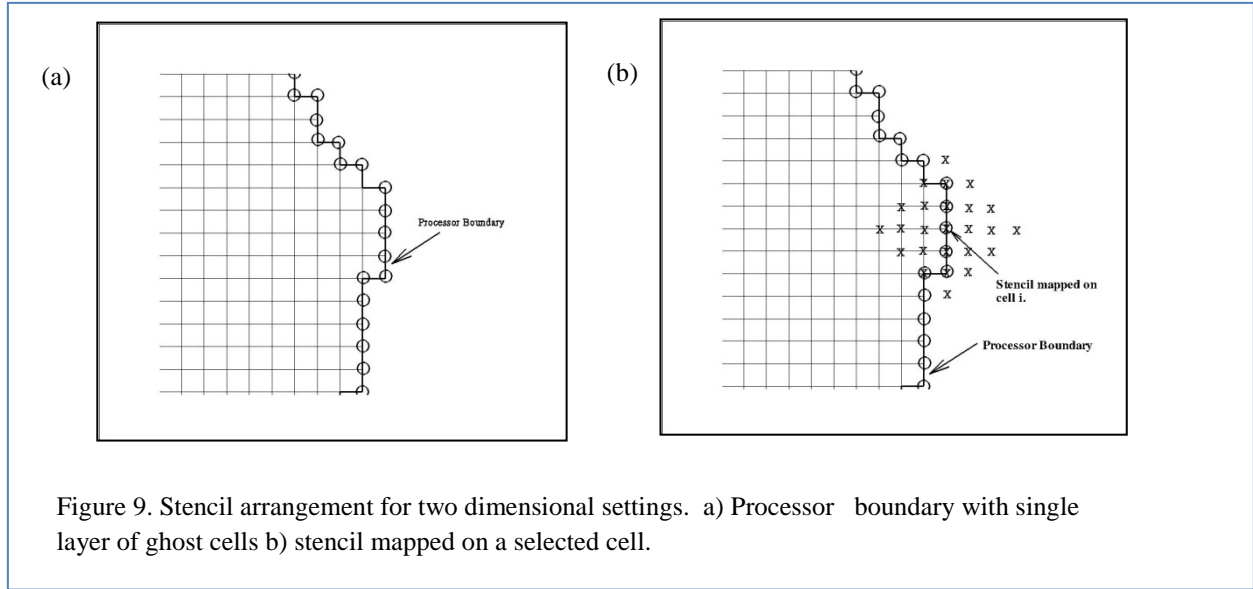 (a)
Processor Boundary
(b)
x
x x x
x x x x x
x x x x x x x
x x x x x
x x x
x
Stencil mapped on
cell i.
Processor Boundary
Figure 9. Stencil arrangement for two dimensional settings. a) Processor boundary with single
layer of ghost cells b) stencil mapped on a selected cell.